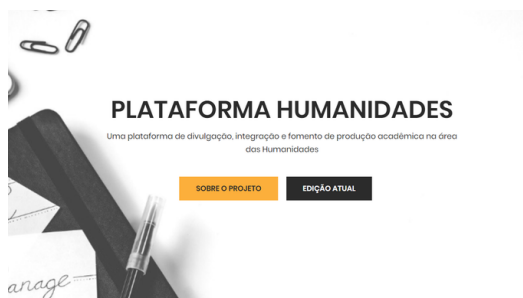 PLATAFORMA HUMANIDADES
Uma plataforma de divulgação, integração e fomento de produção acadêmica na área
das Humanidades
SOBRE O PROJETO
EDIÇÃO ATUAL
anage